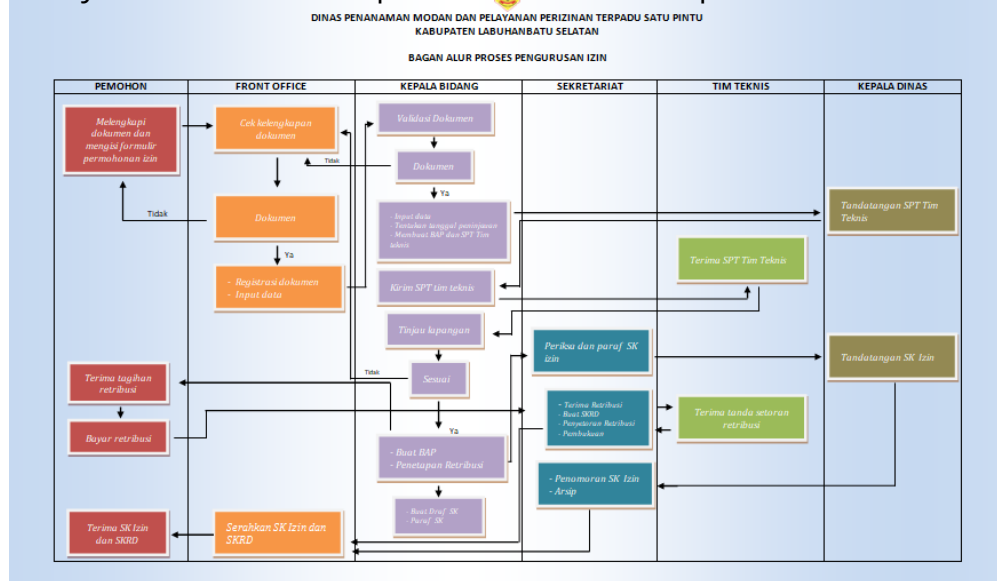 DINAS PENANAMAN MODAN DAN PELAYANAN PERIZINAN TERPADU SATU PINTU
KABUPATEN LABUHANBATU SELATAN
BAGAN ALUR PROSES PENGURUSAN IZIN
PEMOHON
FRONT OFFICE
KEPALA BIDANG
SEKRETARIAT
TIM TEKNIS
KEPALA DINAS
Melengkapi
dokumen dan
mengisi formulir
permohonan izin
Cek kelengkapan
dokumen
Validasi Dokumen
Tidak
Dokumen
Ya
Tidak
Dokumen
- Input data
- Tentukan tanggal peninjauan
- Membuat BAP dan SPT Tim
teknis
Tandatangan SPT Tim
Teknis
Ya
- Registrasi dokumen
- Input data
Kirim SPT tim teknis
Terima SPT Tim Teknis
Tinjau lapangan
Periksa dan paraf SK
izin
Tandatangan SK Izin
Terima tagihan
retribusi
Tidak
Sesuai
- Terima Retribusi
- Buat SKRD
- Penyetoran Retribusi
- Pembukuan
Terima tanda setoran
retribusi
Bayar retribusi
Ya
- Buat BAP
- Penetapan Retribusi
- Penomoran SK Izin
- Arsip
- Buat Draf SK
- Paraf SK
Terima SK Izin
dan SKRD
Serahkan SK Izin dan
SKRD